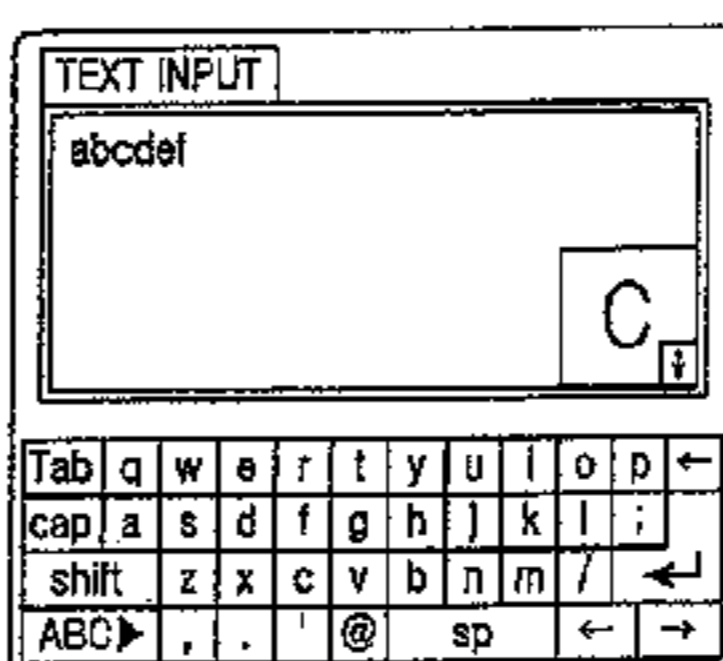 TEXT INPUT
abcdef
C
↕
Tab q w e r t y u i o p ←
cap a s d f g h j k l ;
shift z x c v b n m / ↵
ABC▶ , . ' @ sp ← →